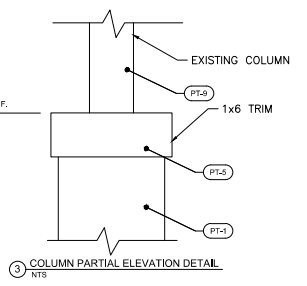 EXISTING COLUMN
PT-9
F.
1x6 TRIM
PT-5
PT-1
3 COLUMN PARTIAL ELEVATION DETAIL
NTS